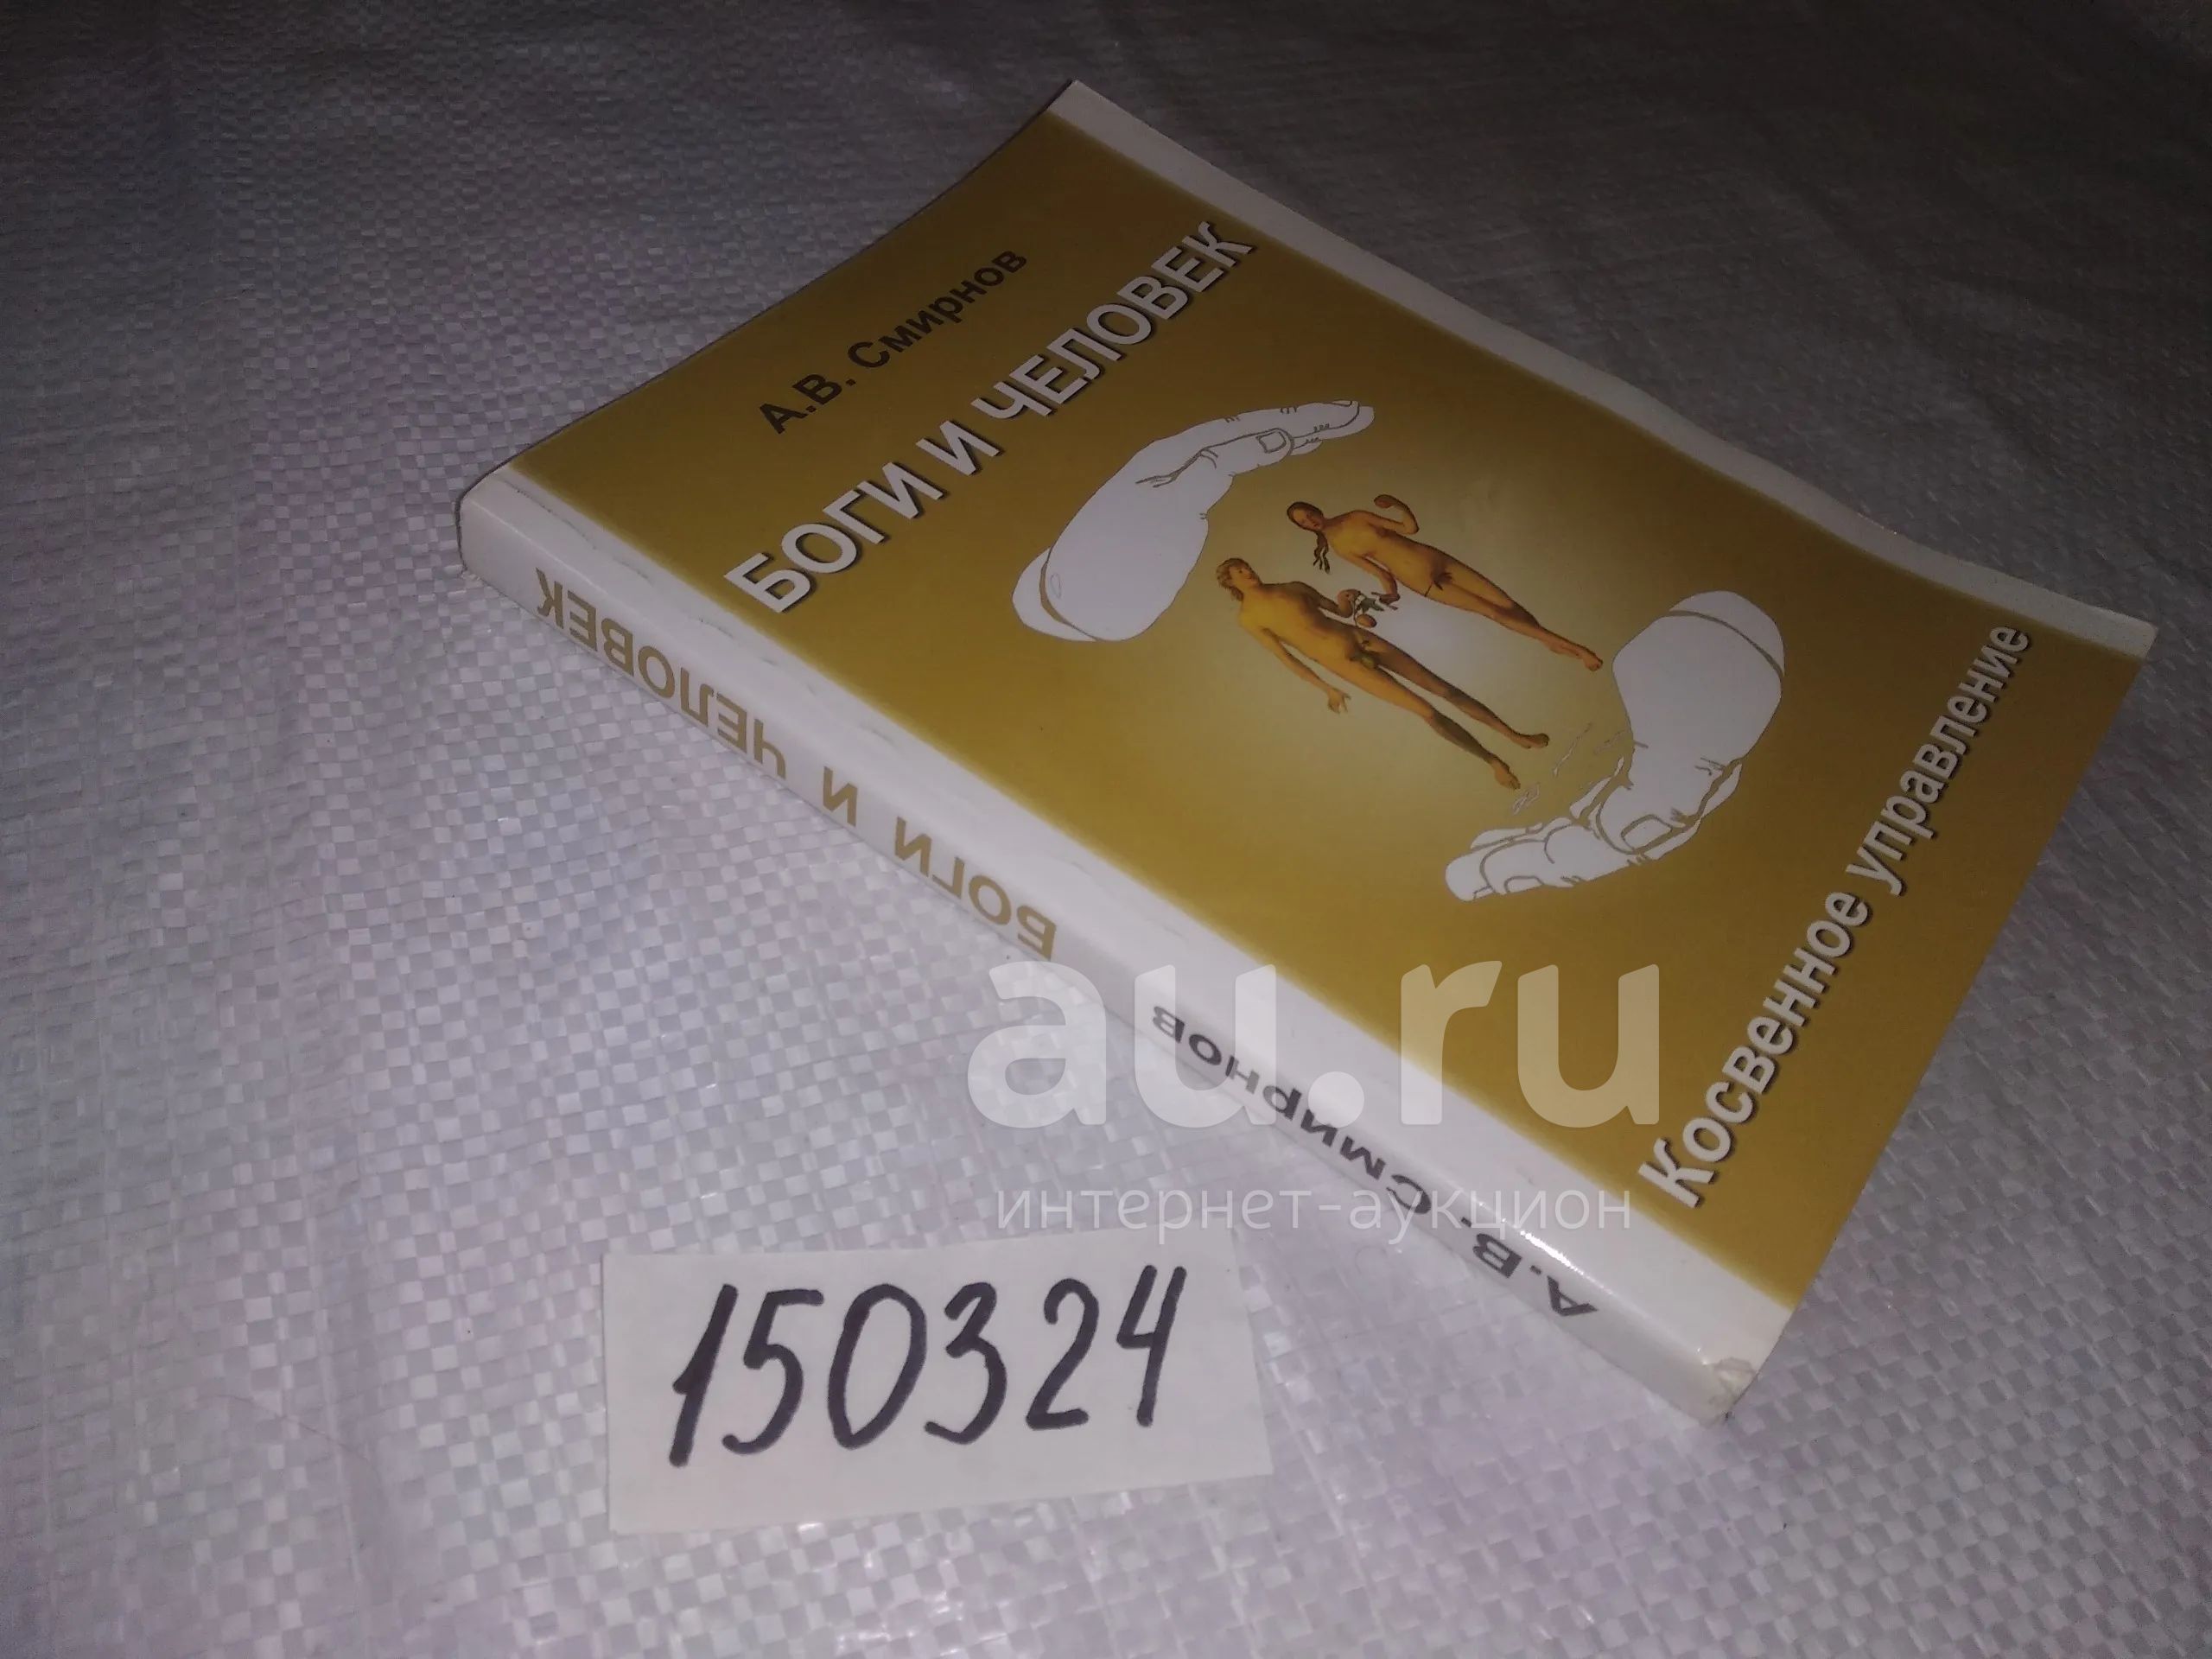 А.В. Смирнов
БОГИ И ЧЕЛОВЕК
Косвенное управление
А.В. Смирнов БОГИ И ЧЕЛОВЕК
au.ru
интернет-аукцион
150324